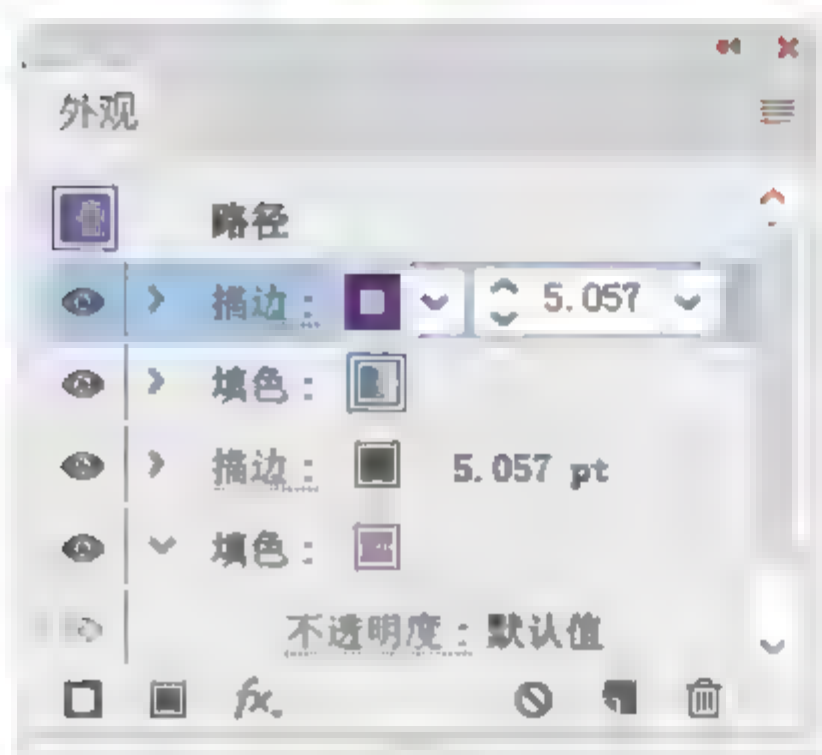 外观
路径
描边： 5.057
填色：
描边： 5.057 pt
填色：
不透明度：默认值
fx.